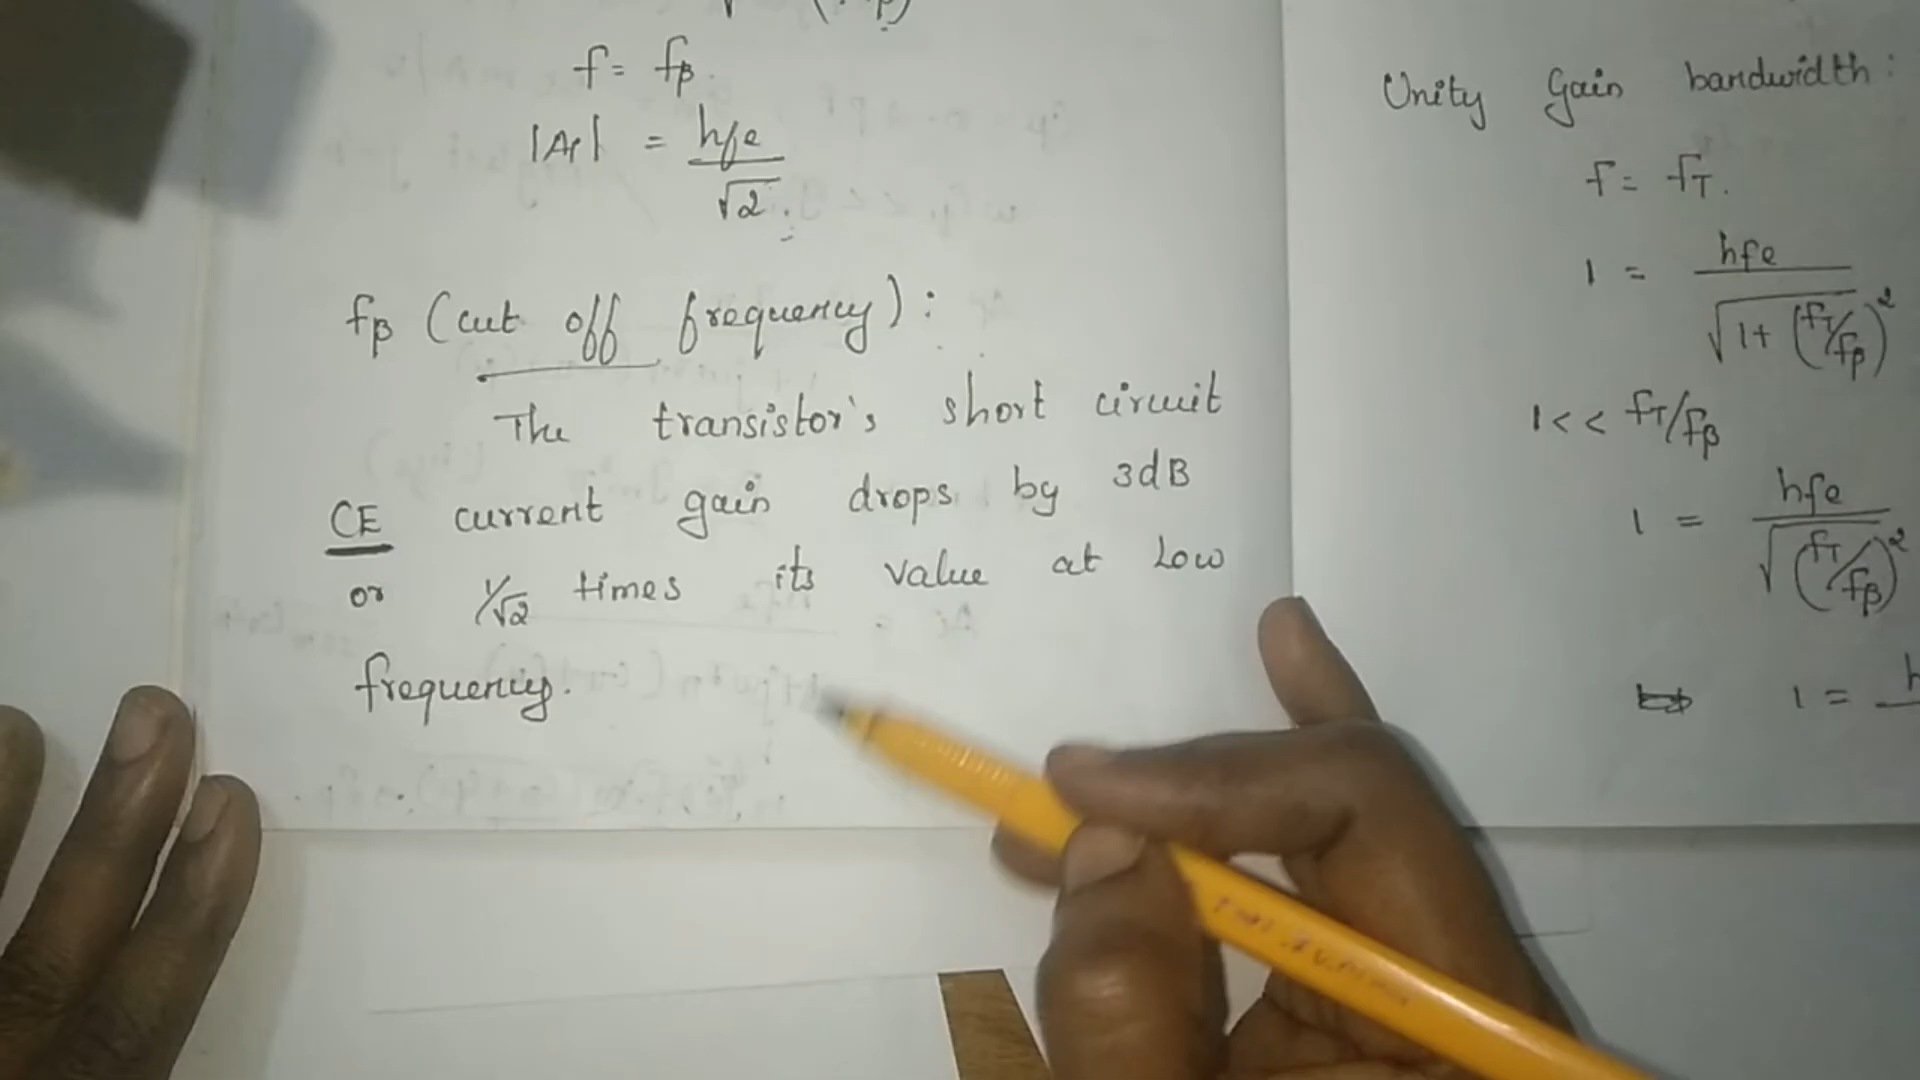 f = fβ
|Ai| = hfe/√2.
fβ (cut off frequency):
The transistor's short circuit
CE current gain drops by 3dB
or 1/√2 times its value at Low
frequency.
Unity Gain bandwidth:
f = fT.
1 = hfe/√1+(fT/fβ)²
1 << fT/fβ
1 = hfe/√(fT/fβ)²
1 =